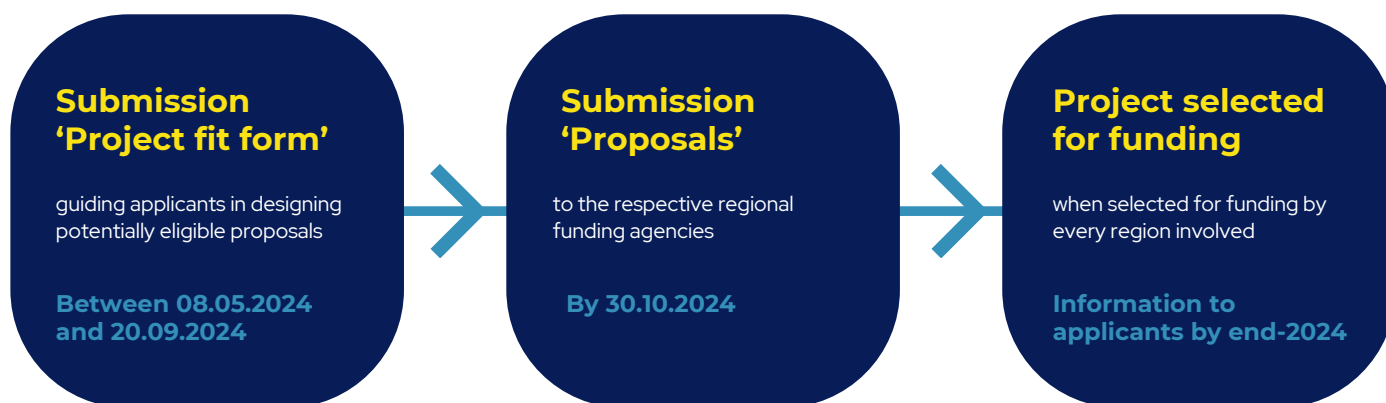 Submission
‘Project fit form’
guiding applicants in designing
potentially eligible proposals
Between 08.05.2024
and 20.09.2024
Submission
‘Proposals’
to the respective regional
funding agencies
By 30.10.2024
Project selected
for funding
when selected for funding by
every region involved
Information to
applicants by end-2024